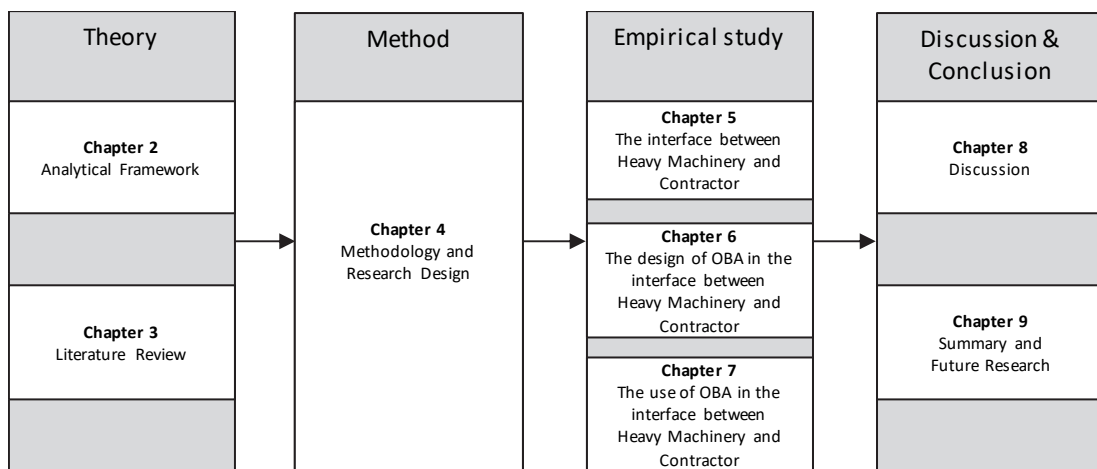 Theory
Chapter 2
Analytical Framework
Chapter 3
Literature Review
Method
Chapter 4
Methodology and
Research Design
Empirical study
Chapter 5
The interface between
Heavy Machinery and
Contractor
Chapter 6
The design of OBA in the
interface between
Heavy Machinery and
Contractor
Chapter 7
The use of OBA in the
interface between
Heavy Machinery and
Contractor
Discussion &
Conclusion
Chapter 8
Discussion
Chapter 9
Summary and
Future Research